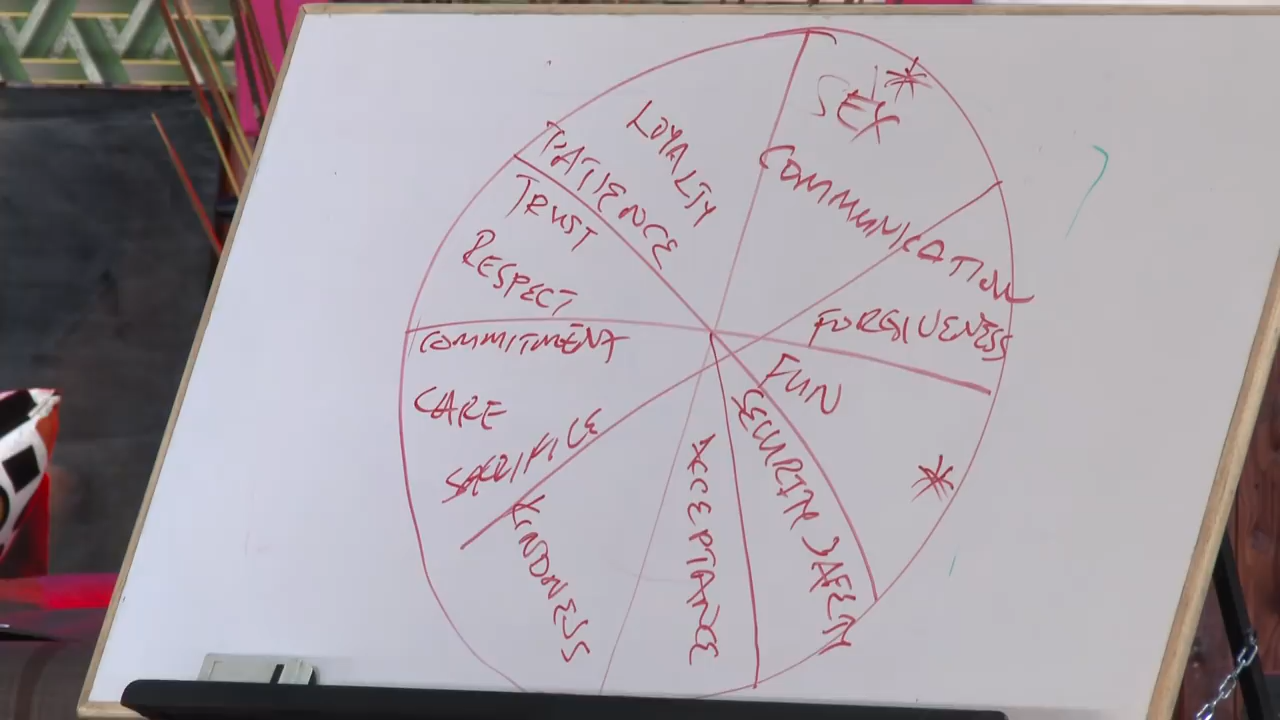 SEX *
COMMUNICATION
FORGIVENESS
FUN
*
SECURITY SAFETY
ACCEPTANCE
KINDNESS
SACRIFICE
CARE
COMMITMENT
RESPECT
TRUST
PATIENCE
LOYALTY